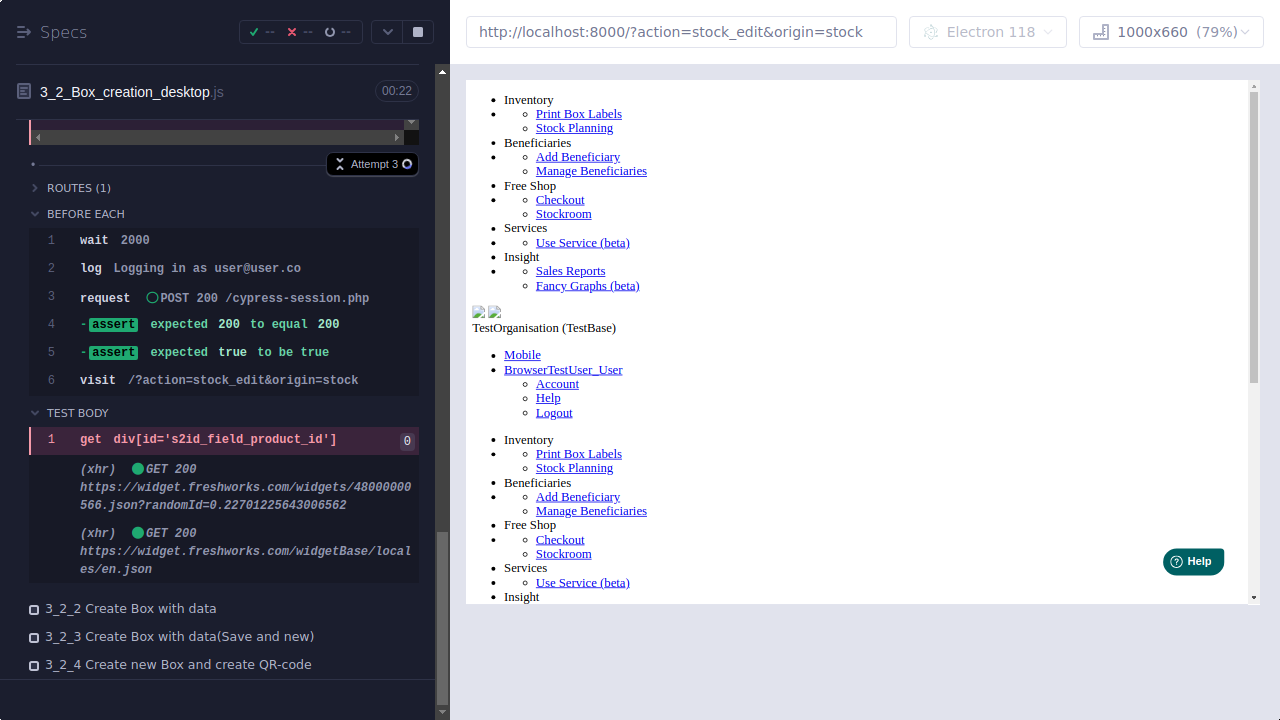 Specs
--
--
--
http://localhost:8000/?action=stock_edit&origin=stock
Electron 118
1000x660 (79%)
3_2_Box_creation_desktop.js
00:22
Attempt 3
ROUTES (1)
BEFORE EACH
1 wait 2000
2 log Logging in as user@user.co
3 request POST 200 /cypress-session.php
4 -assert expected 200 to equal 200
5 -assert expected true to be true
6 visit /?action=stock_edit&origin=stock
TEST BODY
1 get div[id='s2id_field_product_id'] 0
(xhr) GET 200
https://widget.freshworks.com/widgets/48000000
566.json?randomId=0.22701225643006562
(xhr) GET 200
https://widget.freshworks.com/widgetBase/local
es/en.json
3_2_2 Create Box with data
3_2_3 Create Box with data(Save and new)
3_2_4 Create new Box and create QR-code
Inventory
Print Box Labels
Stock Planning
Beneficiaries
Add Beneficiary
Manage Beneficiaries
Free Shop
Checkout
Stockroom
Services
Use Service (beta)
Insight
Sales Reports
Fancy Graphs (beta)
TestOrganisation (TestBase)
Mobile
BrowserTestUser_User
Account
Help
Logout
Inventory
Print Box Labels
Stock Planning
Beneficiaries
Add Beneficiary
Manage Beneficiaries
Free Shop
Checkout
Stockroom
Services
Use Service (beta)
Insight
Help